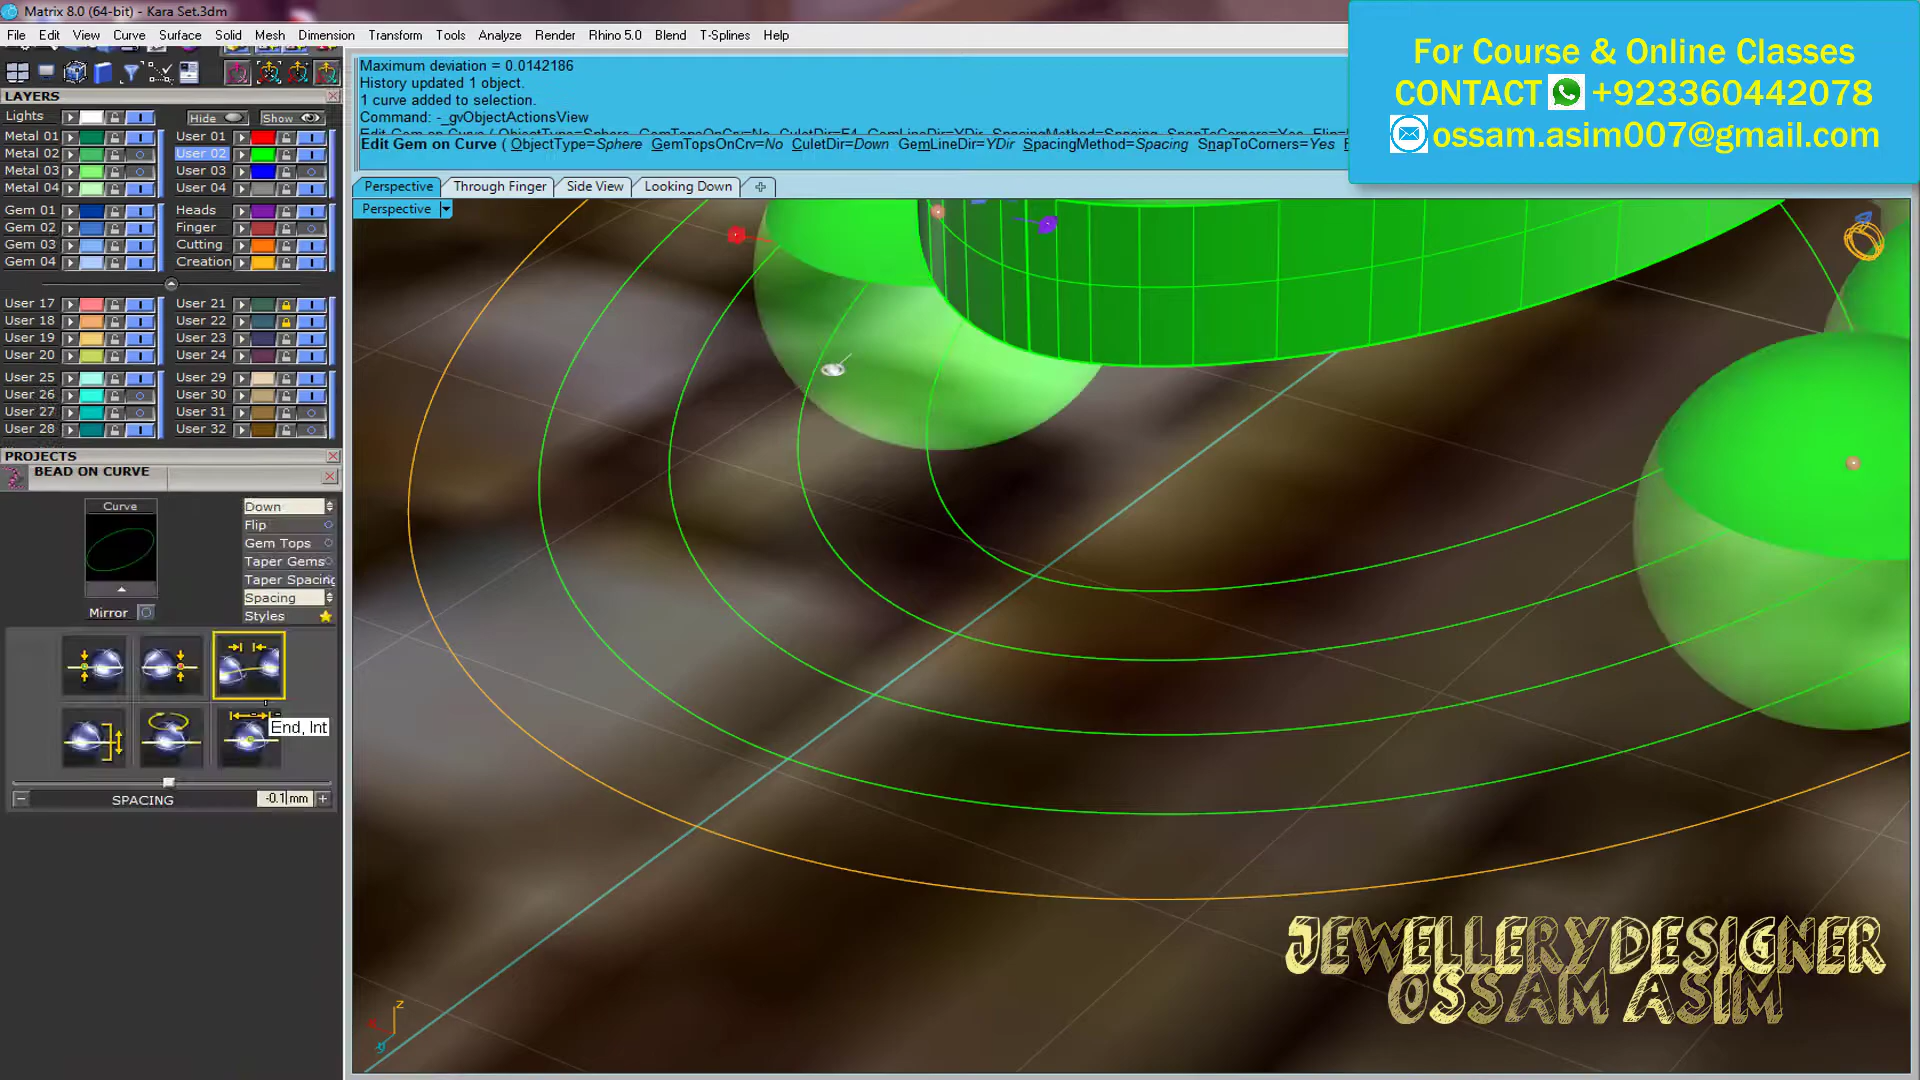 Matrix 8.0 (64-bit) - Kara Set.3dm
File Edit View Curve Surface Solid Mesh Dimension Transform Tools Analyze Render Rhino 5.0 Blend T-Splines Help
For Course & Online Classes
CONTACT +923360442078
ossam.asim007@gmail.com
Maximum deviation = 0.0142186
History updated 1 object.
1 curve added to selection.
Command: -_gvObjectActionsView
Edit Gem on Curve ( ObjectType=Sphere GemTopsOnCrv=No CuletDir=Down GemLineDir=YDir SpacingMethod=Spacing SnapToCorners=Yes
Perspective Through Finger Side View Looking Down
Perspective
LAYERS
Lights Hide Show
Metal 01 User 01
Metal 02 User 02
Metal 03 User 03
Metal 04 User 04
Gem 01 Heads
Gem 02 Finger
Gem 03 Cutting
Gem 04 Creation
User 17 User 21
User 18 User 22
User 19 User 23
User 20 User 24
User 25 User 29
User 26 User 30
User 27 User 31
User 28 User 32
PROJECTS
BEAD ON CURVE
Curve
Down
Flip
Gem Tops
Taper Gems
Taper Spacing
Spacing
Mirror
Styles
End, Int
SPACING -0.1 mm
z
x
y
JEWELLERYDESIGNER
OSSAM ASIM